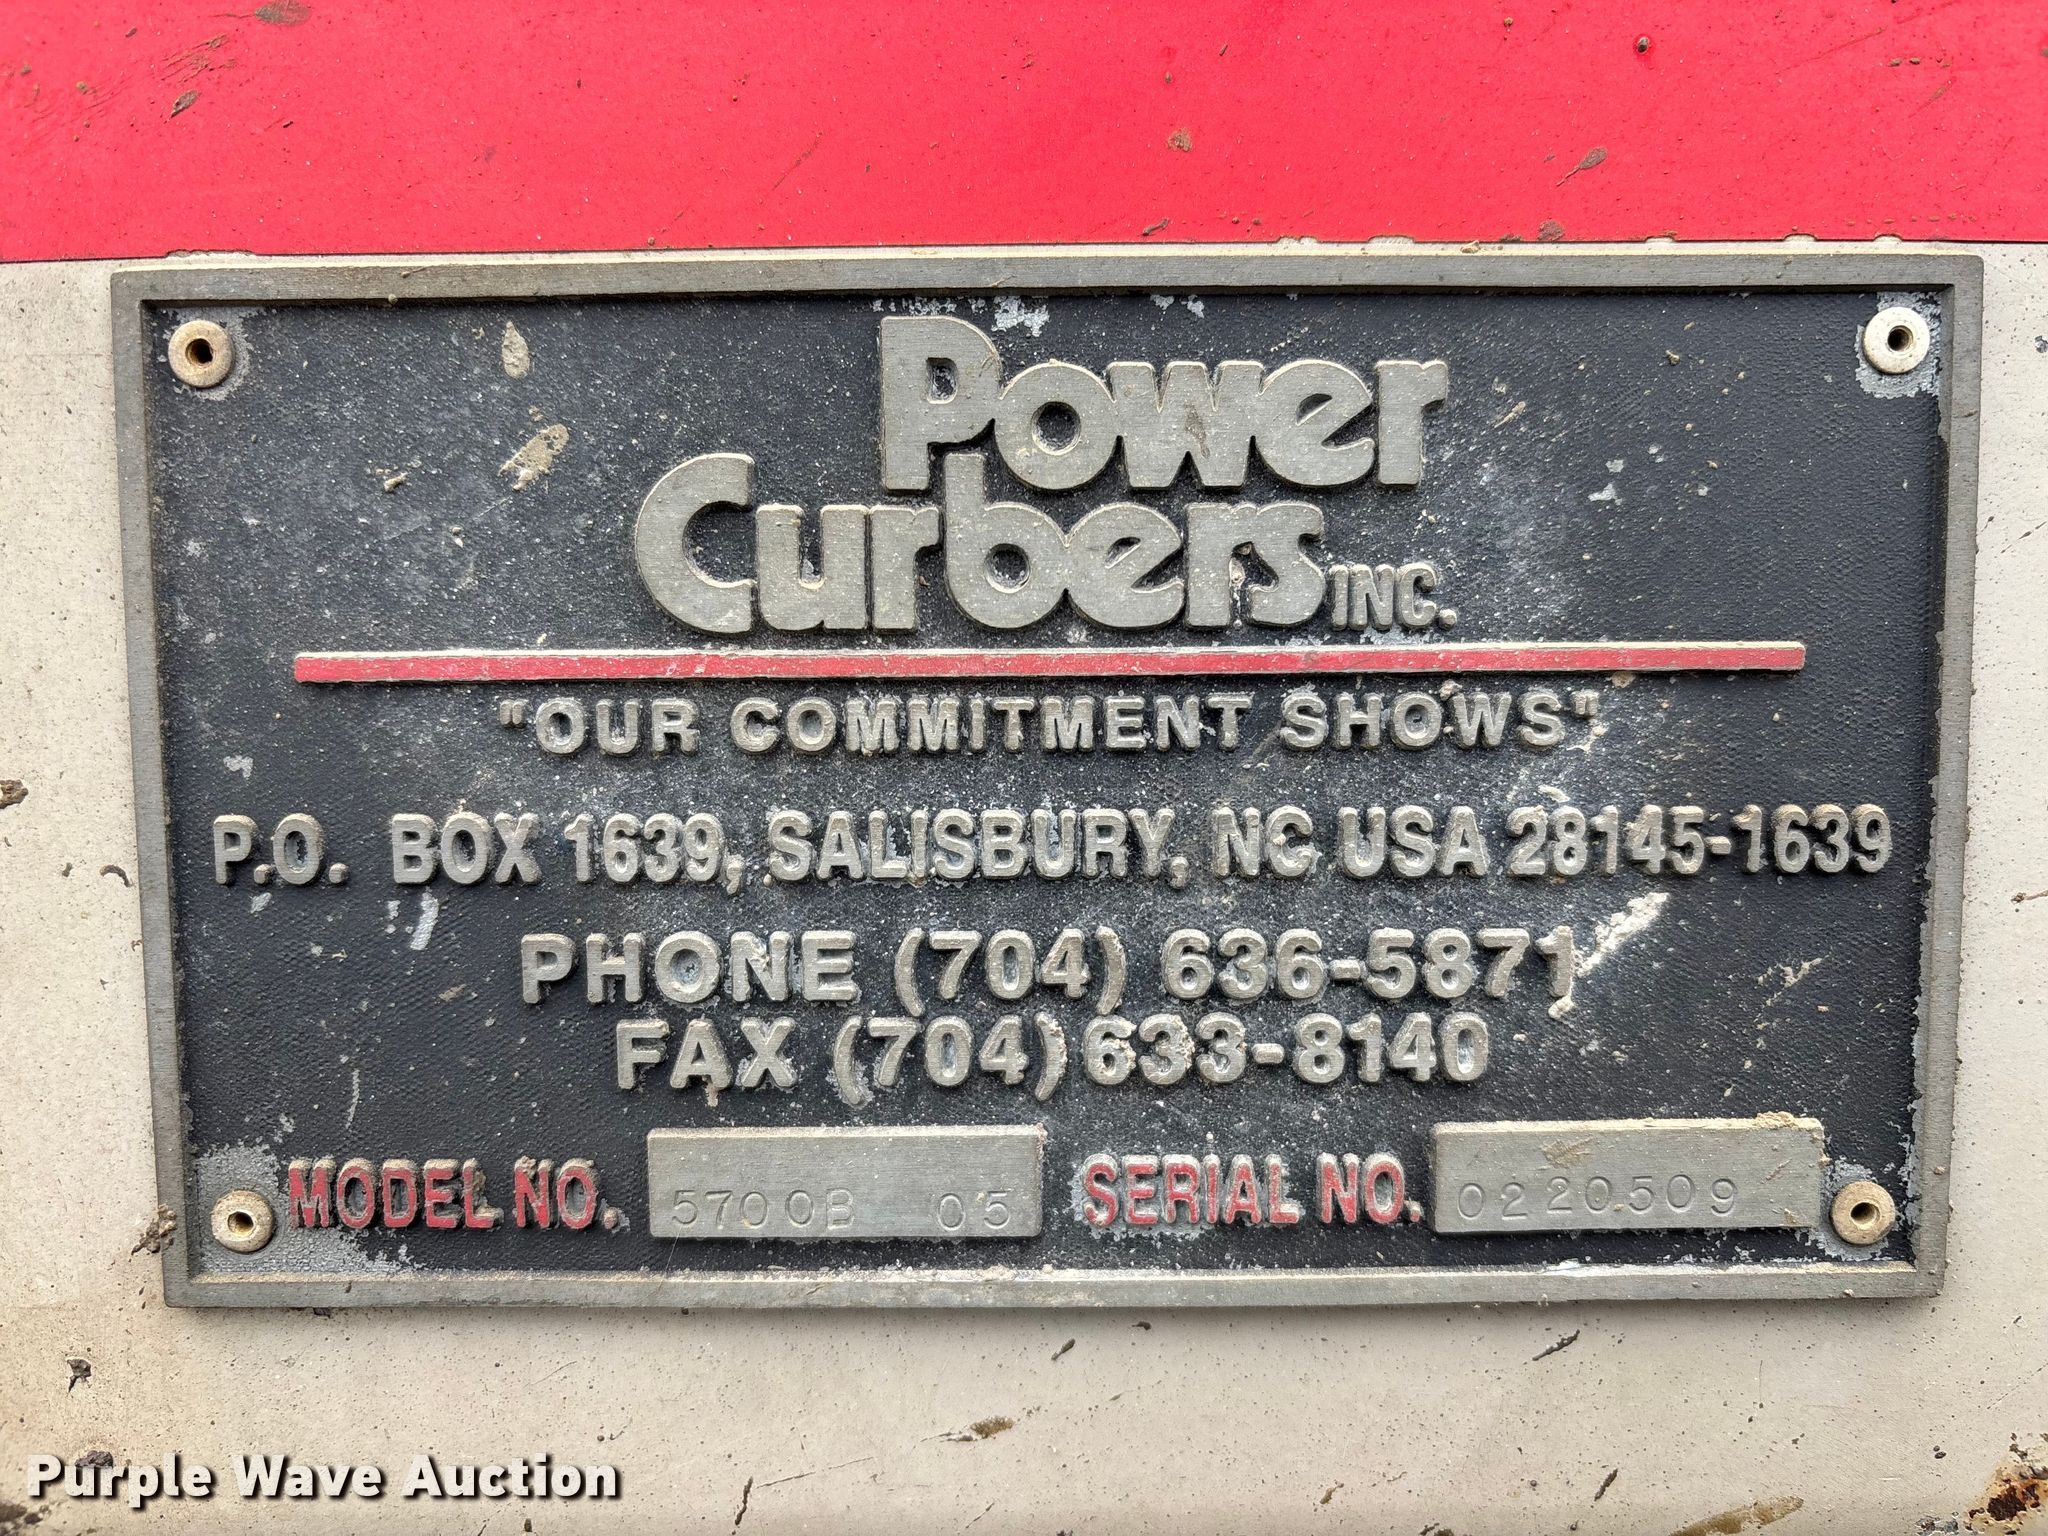 Power
Curbers INC.
"OUR COMMITMENT SHOWS"
P.O. BOX 1639, SALISBURY, NC USA 28145-1639
PHONE (704) 636-5871
FAX (704) 633-8140
MODEL NO. 5700B 05 SERIAL NO. 0220509
Purple Wave Auction